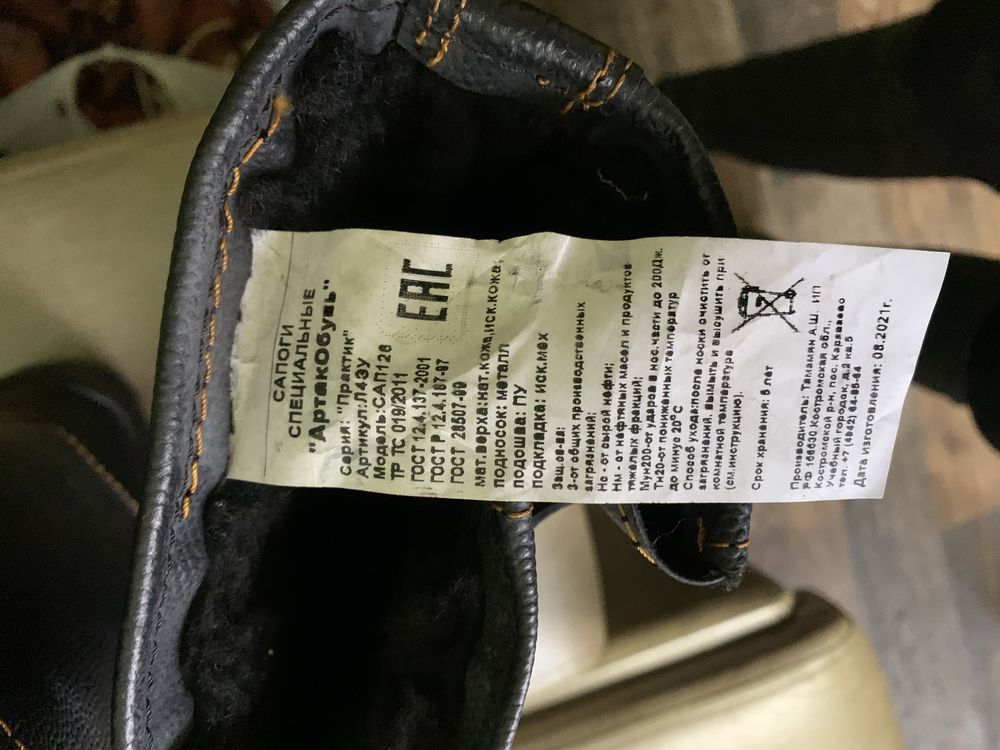 САПОГИ
СПЕЦИАЛЬНЫЕ
"Артакобувь"
Серия: "Практик"
Артикул:Л43У
Модель:САП126
ТР ТС 019/2011
ГОСТ 12.4.137-2001
ГОСТ Р.12.4.187-97
ГОСТ 28507-99
EAC
мат.верха:нат.кожа,иск.кожа,
подносок: металл
подошва: ПУ
подкладка: иск.мех
Защ.св-ва:
З-от общих производственных
загрязнений;
Нс- от сырой нефти;
Нм - от нефтяных масел и продуктов
тяжелых фракций;
Мун200-от ударов в нос.части до 200Дж.
Тн20-от пониженных температур
до минус 20°С
Способ ухода:после носки очистить от
загрязнений, вымыть и высушить при
комнатной температуре
(см.инструкцию).
Срок хранения: 5 лет
Производитель: Тамамян А.Ш. ИП
РФ 156530 Костромская обл.,
Костромской р-н, пос. Караваево
Учебный городок, д.2 кв.5
тел. +7 (4942) 64-65-64
Дата изготовления: 08.2021г.